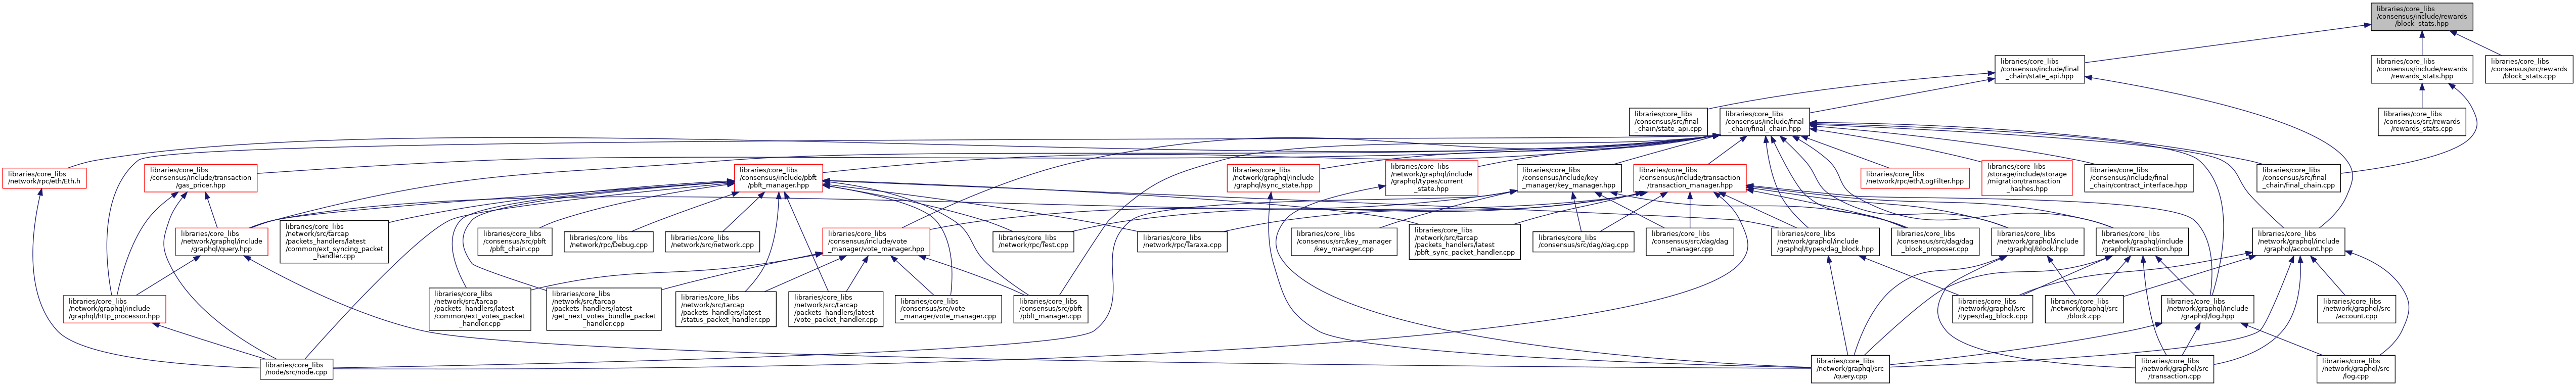 libraries/core_libs
/consensus/include/rewards
/block_stats.hpp
libraries/core_libs
/consensus/include/final
_chain/state_api.hpp
libraries/core_libs
/consensus/include/rewards
/rewards_stats.hpp
libraries/core_libs
/consensus/src/rewards
/block_stats.cpp
libraries/core_libs
/consensus/src/final
_chain/state_api.cpp
libraries/core_libs
/consensus/include/final
_chain/final_chain.hpp
libraries/core_libs
/consensus/src/rewards
/rewards_stats.cpp
libraries/core_libs
/network/rpc/eth/Eth.h
libraries/core_libs
/consensus/include/transaction
/gas_pricer.hpp
libraries/core_libs
/consensus/include/pbft
/pbft_manager.hpp
libraries/core_libs
/network/graphql/include
/graphql/sync_state.hpp
libraries/core_libs
/network/graphql/include
/graphql/types/current
_state.hpp
libraries/core_libs
/consensus/include/key
_manager/key_manager.hpp
libraries/core_libs
/consensus/include/transaction
/transaction_manager.hpp
libraries/core_libs
/network/rpc/eth/LogFilter.hpp
libraries/core_libs
/storage/include/storage
/migration/transaction
_hashes.hpp
libraries/core_libs
/consensus/include/final
_chain/contract_interface.hpp
libraries/core_libs
/consensus/src/final
_chain/final_chain.cpp
libraries/core_libs
/network/graphql/include
/graphql/query.hpp
libraries/core_libs
/network/src/tarcap
/packets_handlers/latest
/common/ext_syncing_packet
_handler.cpp
libraries/core_libs
/consensus/src/pbft
/pbft_chain.cpp
libraries/core_libs
/network/rpc/Debug.cpp
libraries/core_libs
/network/src/network.cpp
libraries/core_libs
/consensus/include/vote
_manager/vote_manager.hpp
libraries/core_libs
/network/rpc/Test.cpp
libraries/core_libs
/network/rpc/Taraxa.cpp
libraries/core_libs
/consensus/src/key_manager
/key_manager.cpp
libraries/core_libs
/network/src/tarcap
/packets_handlers/latest
/pbft_sync_packet_handler.cpp
libraries/core_libs
/consensus/src/dag/dag.cpp
libraries/core_libs
/consensus/src/dag/dag
_manager.cpp
libraries/core_libs
/network/graphql/include
/graphql/types/dag_block.hpp
libraries/core_libs
/consensus/src/dag/dag
_block_proposer.cpp
libraries/core_libs
/network/graphql/include
/graphql/block.hpp
libraries/core_libs
/network/graphql/include
/graphql/transaction.hpp
libraries/core_libs
/network/graphql/include
/graphql/account.hpp
libraries/core_libs
/network/graphql/include
/graphql/http_processor.hpp
libraries/core_libs
/network/src/tarcap
/packets_handlers/latest
/common/ext_votes_packet
_handler.cpp
libraries/core_libs
/network/src/tarcap
/packets_handlers/latest
/get_next_votes_bundle_packet
_handler.cpp
libraries/core_libs
/network/src/tarcap
/packets_handlers/latest
/status_packet_handler.cpp
libraries/core_libs
/network/src/tarcap
/packets_handlers/latest
/vote_packet_handler.cpp
libraries/core_libs
/consensus/src/vote
_manager/vote_manager.cpp
libraries/core_libs
/consensus/src/pbft
/pbft_manager.cpp
libraries/core_libs
/network/graphql/src
/types/dag_block.cpp
libraries/core_libs
/network/graphql/src
/block.cpp
libraries/core_libs
/network/graphql/include
/graphql/log.hpp
libraries/core_libs
/network/graphql/src
/account.cpp
libraries/core_libs
/node/src/node.cpp
libraries/core_libs
/network/graphql/src
/query.cpp
libraries/core_libs
/network/graphql/src
/transaction.cpp
libraries/core_libs
/network/graphql/src
/log.cpp